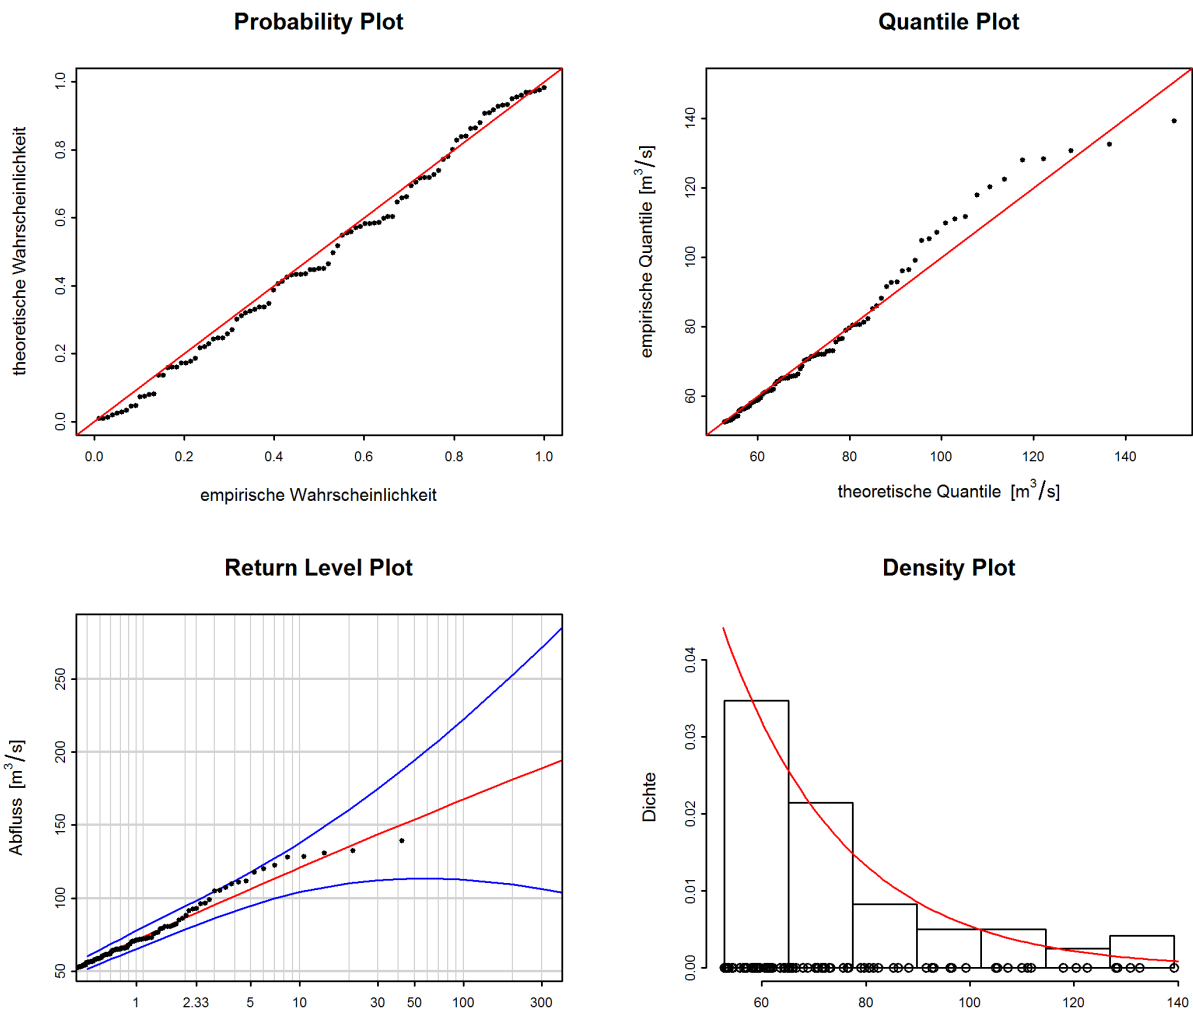 Probability Plot
theoretische Wahrscheinlichkeit
1.0
0.8
0.6
0.4
0.2
0.0
0.0 0.2 0.4 0.6 0.8 1.0
empirische Wahrscheinlichkeit
Quantile Plot
empirische Quantile [m³/s]
140
120
100
80
60
60 80 100 120 140
theoretische Quantile [m³/s]
Return Level Plot
Abfluss [m³/s]
250
200
150
100
50
1 2.33 5 10 30 50 100 300
Density Plot
Dichte
0.04
0.03
0.02
0.01
0.00
60 80 100 120 140